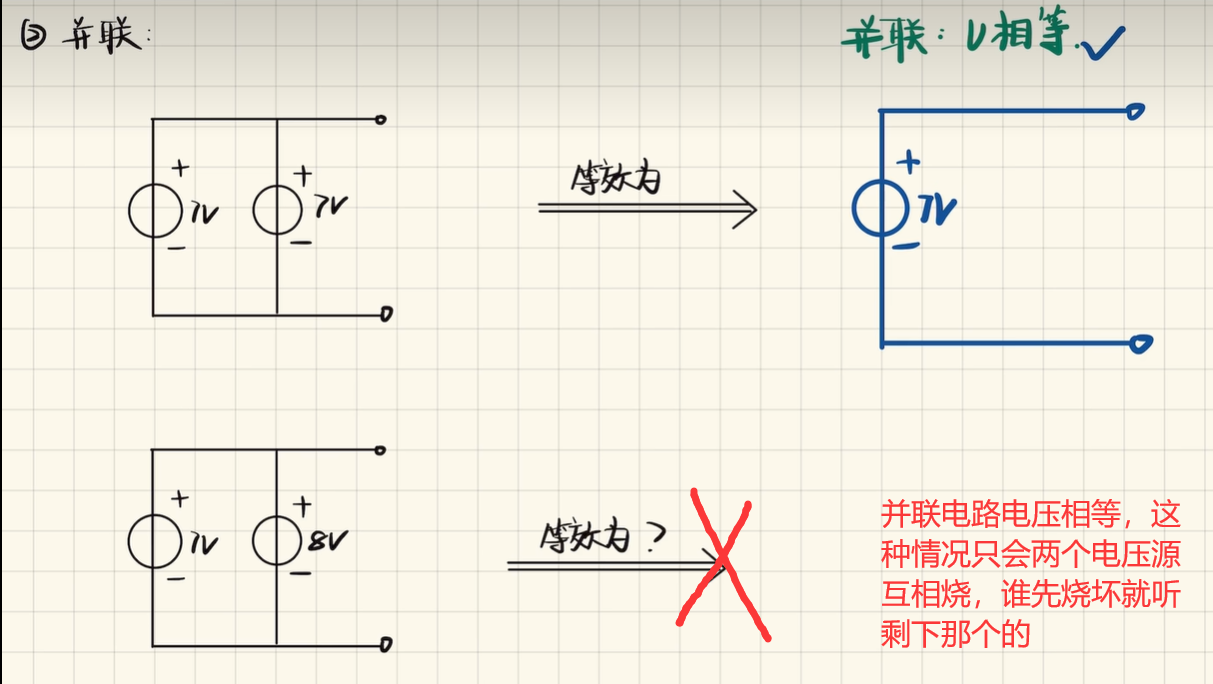 ② 并联:
并联: U相等.
+
7V
−
+
7V
−
等效为
+
7V
−
+
7V
−
+
8V
−
等效为?
并联电路电压相等，这
种情况只会两个电压源
互相烧，谁先烧坏就听
剩下那个的